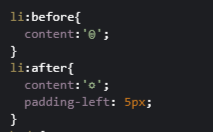 li:before{
content:'۞';
}
li:after{
content:'۞';
padding-left: 5px;
}